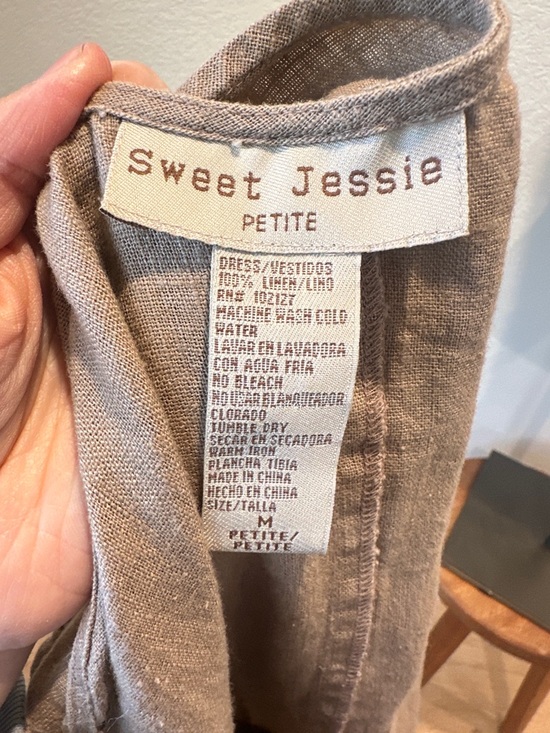 Sweet Jessie
PETITE
DRESS/VESTIDOS
100% LINEN/LINO
RN# 102127
MACHINE WASH COLD
WATER
LAVAR EN LAVADORA
CON AGUA FRIA
NO BLEACH
NO USAR BLANQUEADOR
CLORADO
TUMBLE DRY
SECAR EN SECADORA
WARM IRON
PLANCHA TIBIA
MADE IN CHINA
HECHO EN CHINA
SIZE/TALLA
M
PETITE/
PETITE